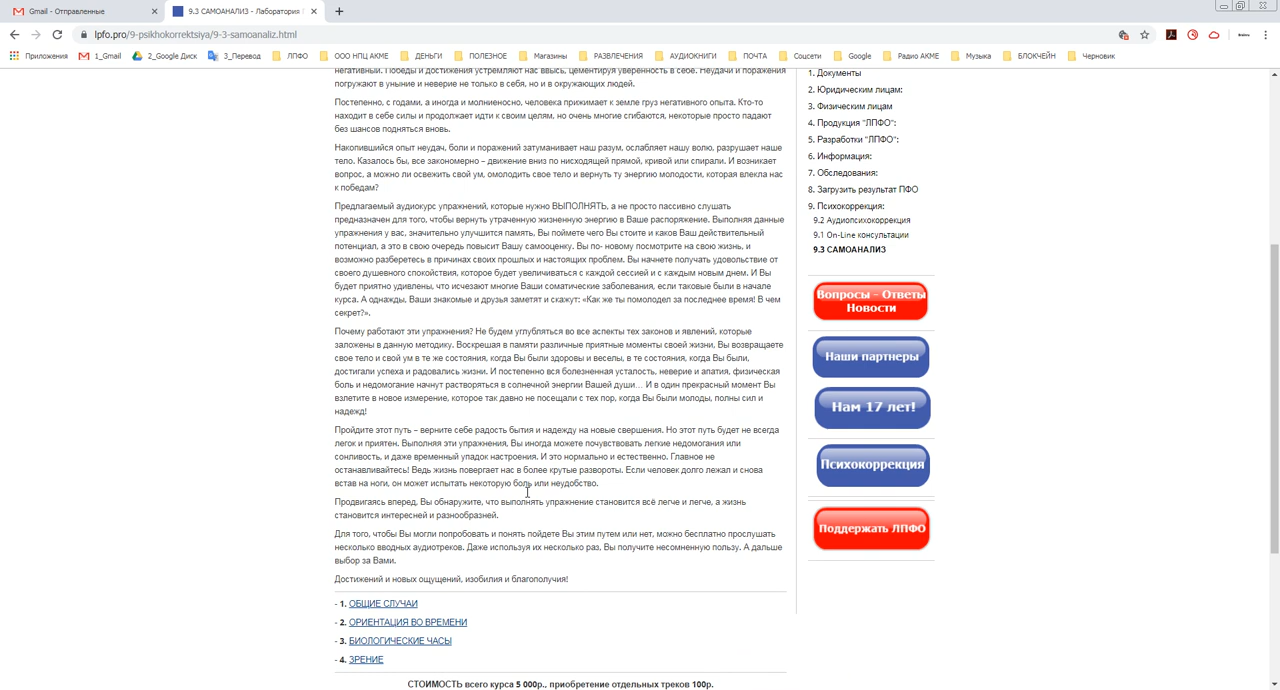 Gmail - Отправленные
9.3 САМОАНАЛИЗ - Лаборатория
lpfo.pro/9-psikhokorrektsiya/9-3-samoanaliz.html
Приложения 1_Gmail 2_Google Диск 3_Перевод ЛПФО ООО НПЦ АКМЕ ДЕНЬГИ ПОЛЕЗНОЕ Магазины РАЗВЛЕЧЕНИЯ АУДИОКНИГИ ПОЧТА Соцсети Google Радио АКМЕ Музыка БЛОКЧЕЙН Черновик
негативный. Победы и достижения устремляют нас ввысь, цементируя уверенность в себе. Неудачи и поражения
погружают в уныние и неверие не только в себя, но и в окружающих людей.
Постепенно, с годами, а иногда и молниеносно, человека прижимает к земле груз негативного опыта. Кто-то
находит в себе силы и продолжает идти к своим целям, но очень многие сгибаются, некоторые просто падают
без шансов подняться вновь.
Накопившийся опыт неудач, боли и поражений затуманивает наш разум, ослабляет нашу волю, разрушает наше
тело. Казалось бы, все закономерно – движение вниз по нисходящей прямой, кривой или спирали. И возникает
вопрос, а можно ли освежить свой ум, омолодить свое тело и вернуть ту энергию молодости, которая влекла нас
к победам?
Предлагаемый аудиокурс упражнений, которые нужно ВЫПОЛНЯТЬ, а не просто пассивно слушать
предназначен для того, чтобы вернуть утраченную жизненную энергию в Ваше распоряжение. Выполняя данные
упражнения у вас, значительно улучшится память, Вы поймете чего Вы стоите и каков Ваш действительный
потенциал, а это в свою очередь повысит Вашу самооценку. Вы по- новому посмотрите на свою жизнь, и
возможно разберетесь в причинах своих прошлых и настоящих проблем. Вы начнете получать удовольствие от
своего душевного спокойствия, которое будет увеличиваться с каждой сессией и с каждым новым днем. И Вы
будет приятно удивлены, что исчезают многие Ваши соматические заболевания, если таковые были в начале
курса. А однажды, Ваши знакомые и друзья заметят и скажут: «Как же ты помолодел за последнее время! В чем
секрет?».
Почему работают эти упражнения? Не будем углубляться во все аспекты тех законов и явлений, которые
заложены в данную методику. Воскрешая в памяти различные приятные моменты своей жизни, Вы возвращаете
свое тело и свой ум в те же состояния, когда Вы были здоровы и веселы, в те состояния, когда Вы были,
достигали успеха и радовались жизни. И постепенно вся болезненная усталость, неверие и апатия, физическая
боль и недомогание начнут растворяться в солнечной энергии Вашей души… И в один прекрасный момент Вы
взлетите в новое измерение, которое так давно не посещали с тех пор, когда Вы были молоды, полны сил и
надежд!
Пройдите этот путь – верните себе радость бытия и надежду на новые свершения. Но этот путь будет не всегда
легок и приятен. Выполняя эти упражнения, Вы иногда можете почувствовать легкие недомогания или
сонливость, и даже временный упадок настроения. И это нормально и естественно. Главное не
останавливайтесь! Ведь жизнь повергает нас в более крутые развороты. Если человек долго лежал и снова
встав на ноги, он может испытать некоторую боль или неудобство.
Продвигаясь вперед, Вы обнаружите, что выполнять упражнение становится всё легче и легче, а жизнь
становится интересней и разнообразней.
Для того, чтобы Вы могли попробовать и понять пойдете Вы этим путем или нет, можно бесплатно прослушать
несколько вводных аудиотреков. Даже используя их несколько раз, Вы получите несомненную пользу. А дальше
выбор за Вами.
Достижений и новых ощущений, изобилия и благополучия!
- 1. ОБЩИЕ СЛУЧАИ
- 2. ОРИЕНТАЦИЯ ВО ВРЕМЕНИ
- 3. БИОЛОГИЧЕСКИЕ ЧАСЫ
- 4. ЗРЕНИЕ
СТОИМОСТЬ всего курса 5 000р., приобретение отдельных треков 100р.
1. Документы
2. Юридическим лицам:
3. Физическим лицам
4. Продукция "ЛПФО":
5. Разработки "ЛПФО":
6. Информация:
7. Обследования:
8. Загрузить результат ПФО
9. Психокоррекция:
9.2 Аудиопсихокоррекция
9.1 On-Line консультации
9.3 САМОАНАЛИЗ
Вопросы - Ответы
Новости
Наши партнеры
Нам 17 лет!
Психокоррекция
Поддержать ЛПФО